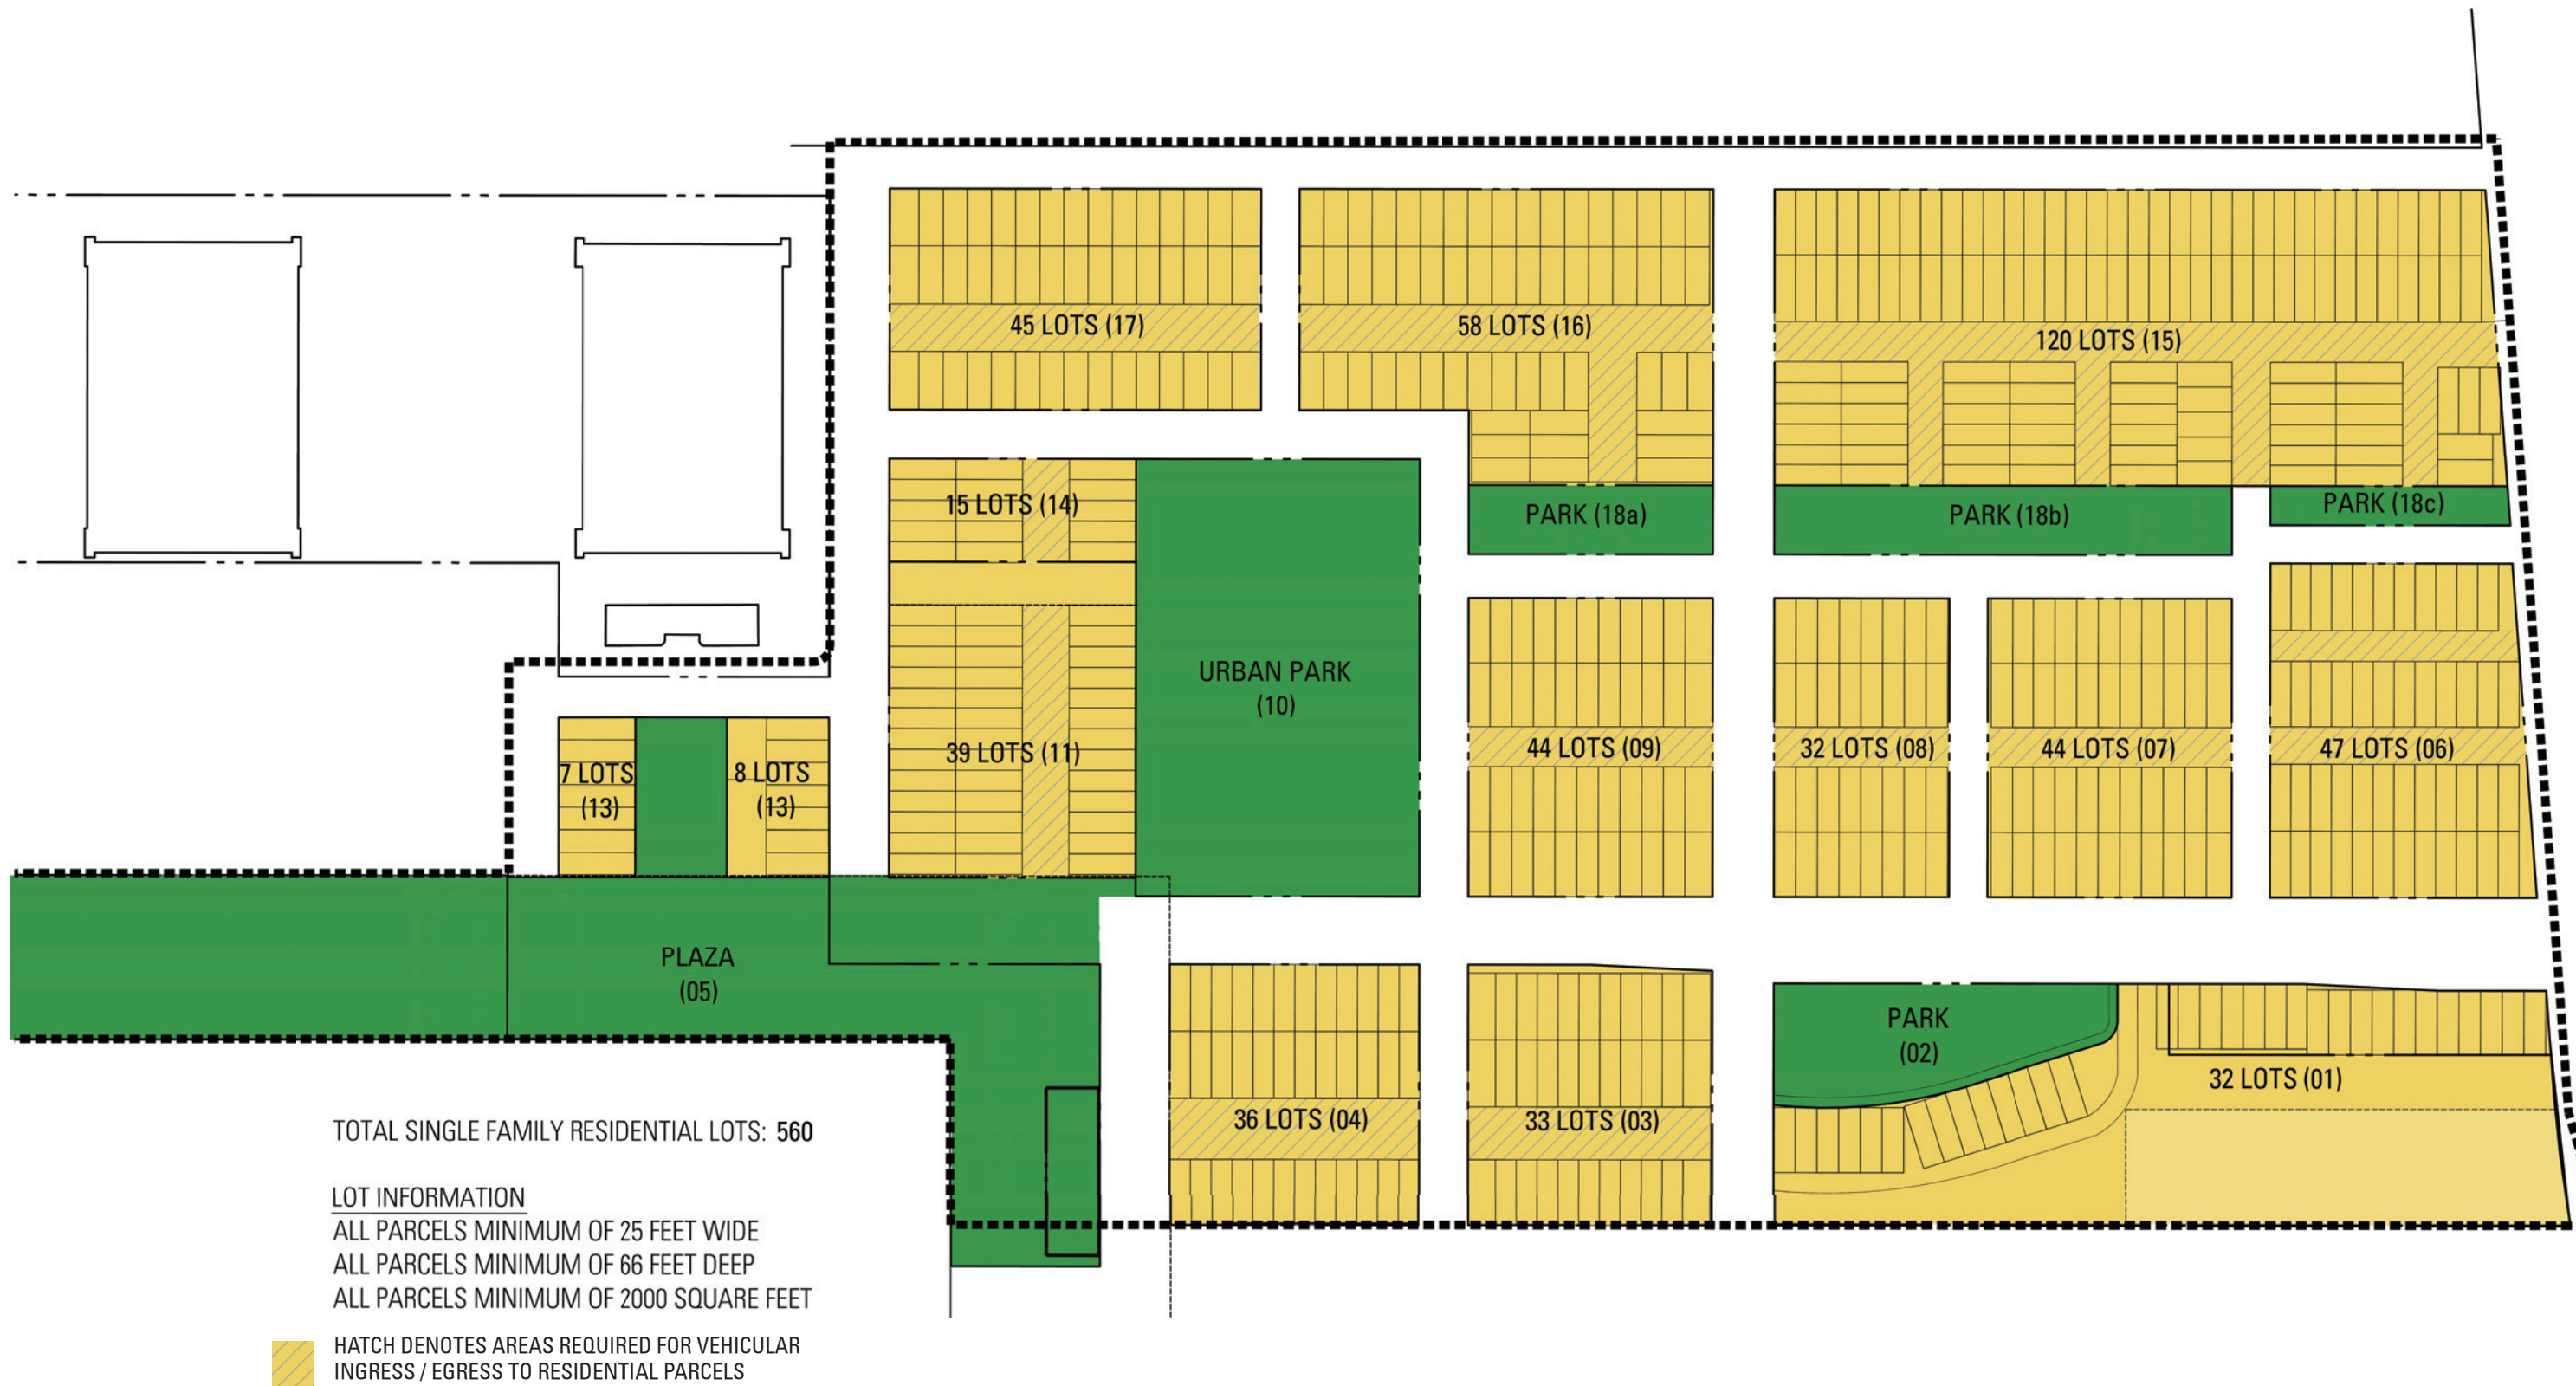 45 LOTS (17)
58 LOTS (16)
120 LOTS (15)
15 LOTS (14)
PARK (18a)
PARK (18b)
PARK (18c)
URBAN PARK
(10)
7 LOTS
(13)
8 LOTS
(13)
39 LOTS (11)
44 LOTS (09)
32 LOTS (08)
44 LOTS (07)
47 LOTS (06)
PLAZA
(05)
PARK
(02)
32 LOTS (01)
36 LOTS (04)
33 LOTS (03)
TOTAL SINGLE FAMILY RESIDENTIAL LOTS: 560
LOT INFORMATION
ALL PARCELS MINIMUM OF 25 FEET WIDE
ALL PARCELS MINIMUM OF 66 FEET DEEP
ALL PARCELS MINIMUM OF 2000 SQUARE FEET
HATCH DENOTES AREAS REQUIRED FOR VEHICULAR
INGRESS / EGRESS TO RESIDENTIAL PARCELS